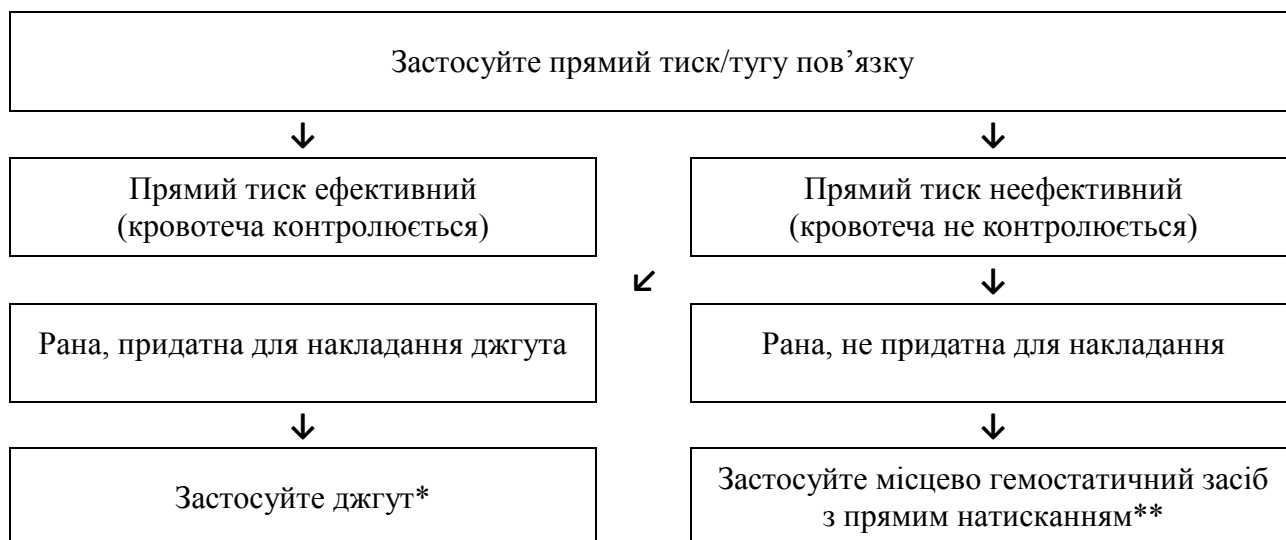 Застосуйте прямий тиск/тугу пов’язку
Прямий тиск ефективний
(кровотеча контролюється)
Прямий тиск неефективний
(кровотеча не контролюється)
Рана, придатна для накладання джгута
Рана, не придатна для накладання
Застосуйте джгут*
Застосуйте місцево гемостатичний засіб
з прямим натисканням**